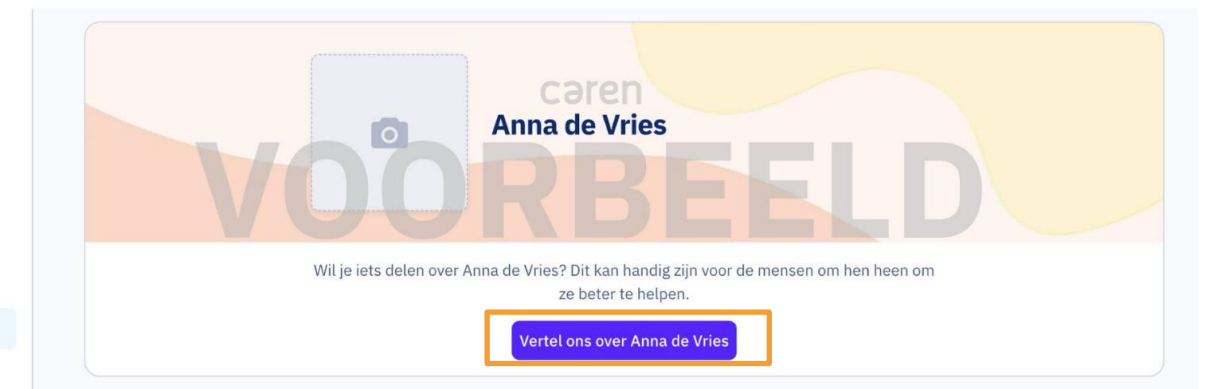 caren
Anna de Vries
VOORBEELD
Wil je iets delen over Anna de Vries? Dit kan handig zijn voor de mensen om hen heen om
ze beter te helpen.
Vertel ons over Anna de Vries